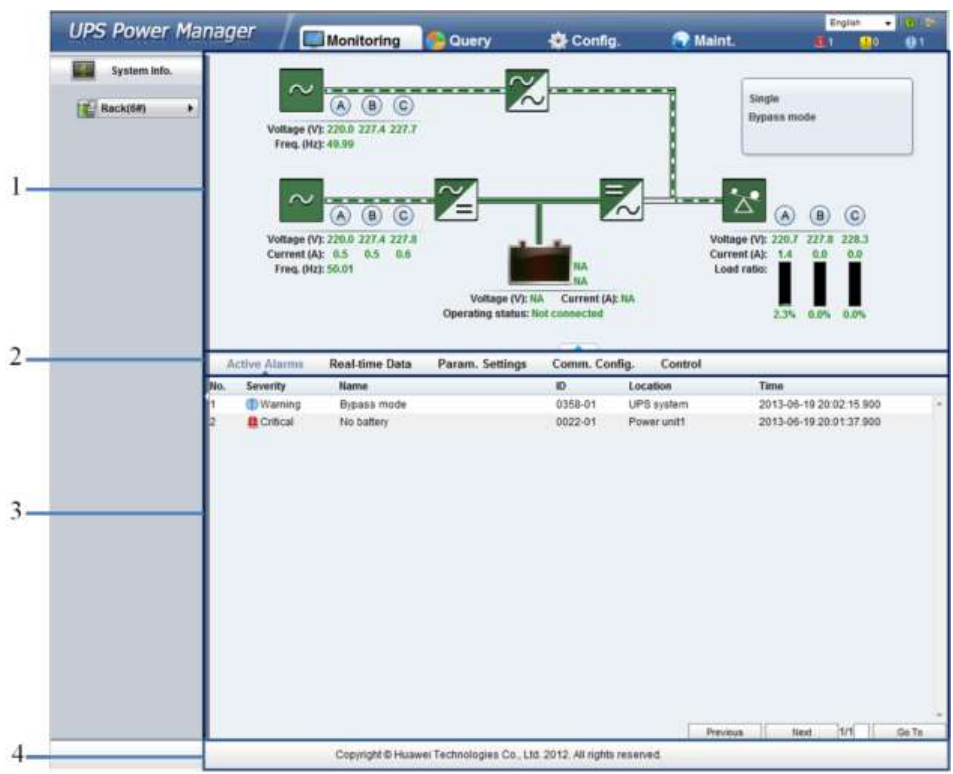 UPS Power Manager
Monitoring Query Config. Maint.
English
1 0 1
System Info.
Rack(6#)
A B C
Voltage (V): 220.0 227.4 227.7
Freq. (Hz): 49.99
Single
Bypass mode
A B C
Voltage (V): 220.0 227.4 227.8
Current (A): 0.5 0.5 0.6
Freq. (Hz): 50.01
NA
NA
Voltage (V): NA Current (A): NA
Operating status: Not connected
A B C
Voltage (V): 220.7 227.8 228.3
Current (A): 1.4 0.0 0.0
Load ratio:
2.3% 0.0% 0.0%
Active Alarms Real-time Data Param. Settings Comm. Config. Control
No. Severity Name ID Location Time
1 Warning Bypass mode 0358-01 UPS system 2013-06-19 20:02:15.900
2 Critical No battery 0022-01 Power unit1 2013-06-19 20:01:37.900
Previous Next 1/1 Go To
Copyright © Huawei Technologies Co., Ltd. 2012. All rights reserved.
1
2
3
4